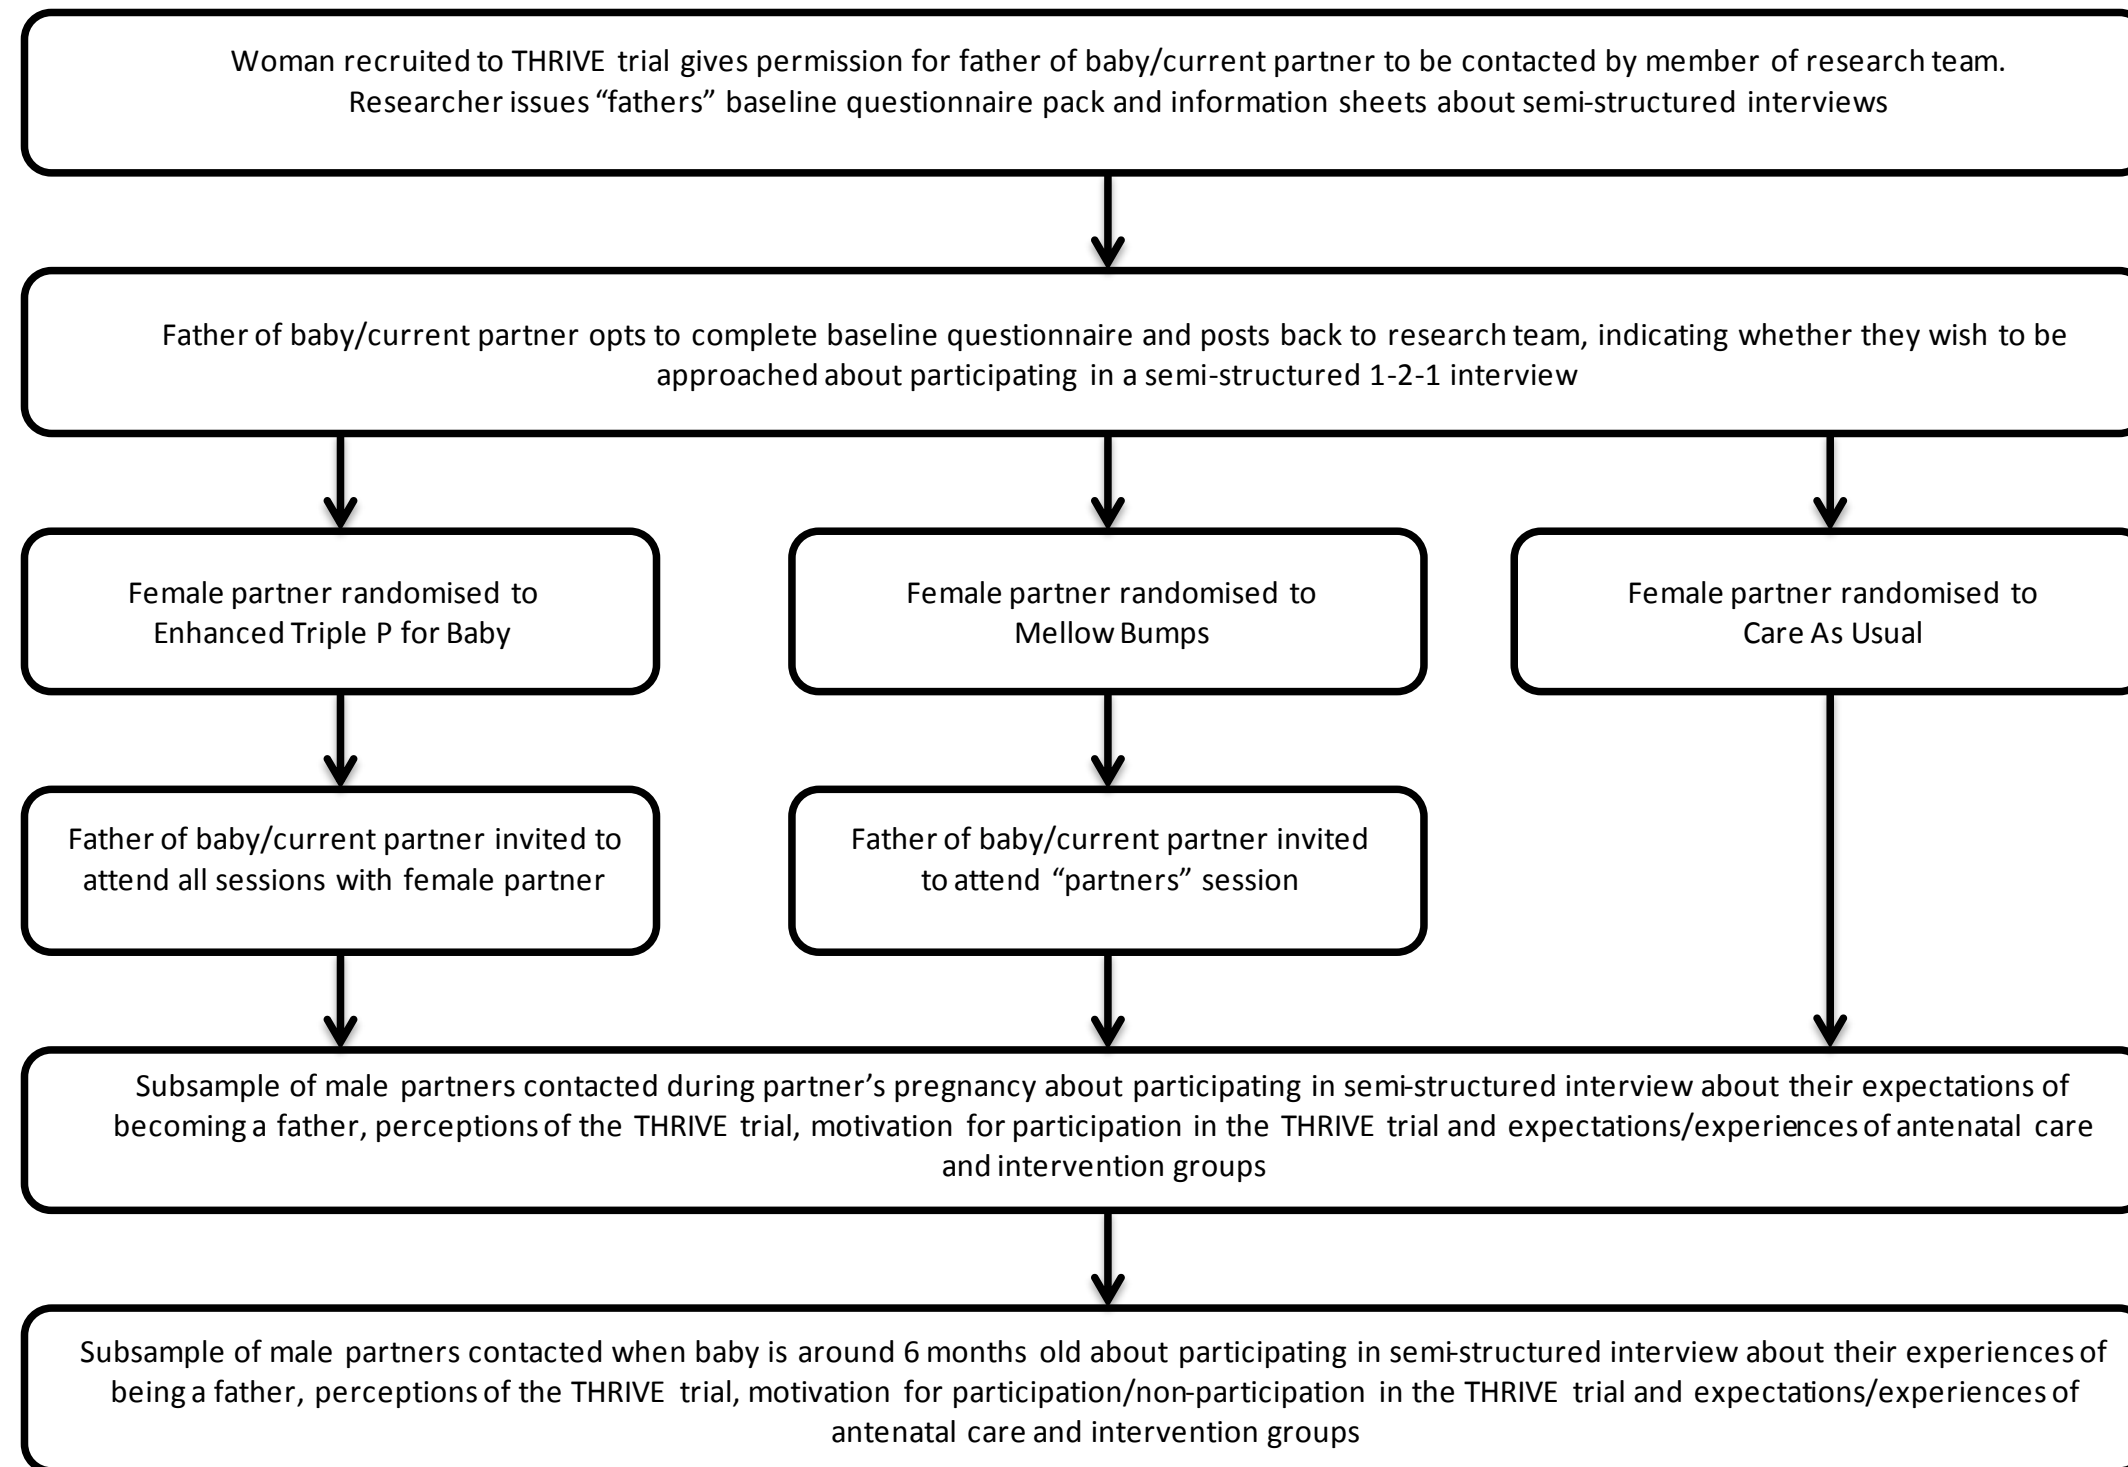 Woman recruited to THRIVE trial gives permission for father of baby/current partner to be contacted by member of research team.
Researcher issues “fathers” baseline questionnaire pack and information sheets about semi-structured interviews
Father of baby/current partner opts to complete baseline questionnaire and posts back to research team, indicating whether they wish to be
approached about participating in a semi-structured 1-2-1 interview
Female partner randomised to
Enhanced Triple P for Baby
Female partner randomised to
Mellow Bumps
Female partner randomised to
Care As Usual
Father of baby/current partner invited to
attend all sessions with female partner
Father of baby/current partner invited
to attend “partners” session
Subsample of male partners contacted during partner’s pregnancy about participating in semi-structured interview about their expectations of
becoming a father, perceptions of the THRIVE trial, motivation for participation in the THRIVE trial and expectations/experiences of antenatal care
and intervention groups
Subsample of male partners contacted when baby is around 6 months old about participating in semi-structured interview about their experiences of
being a father, perceptions of the THRIVE trial, motivation for participation/non-participation in the THRIVE trial and expectations/experiences of
antenatal care and intervention groups